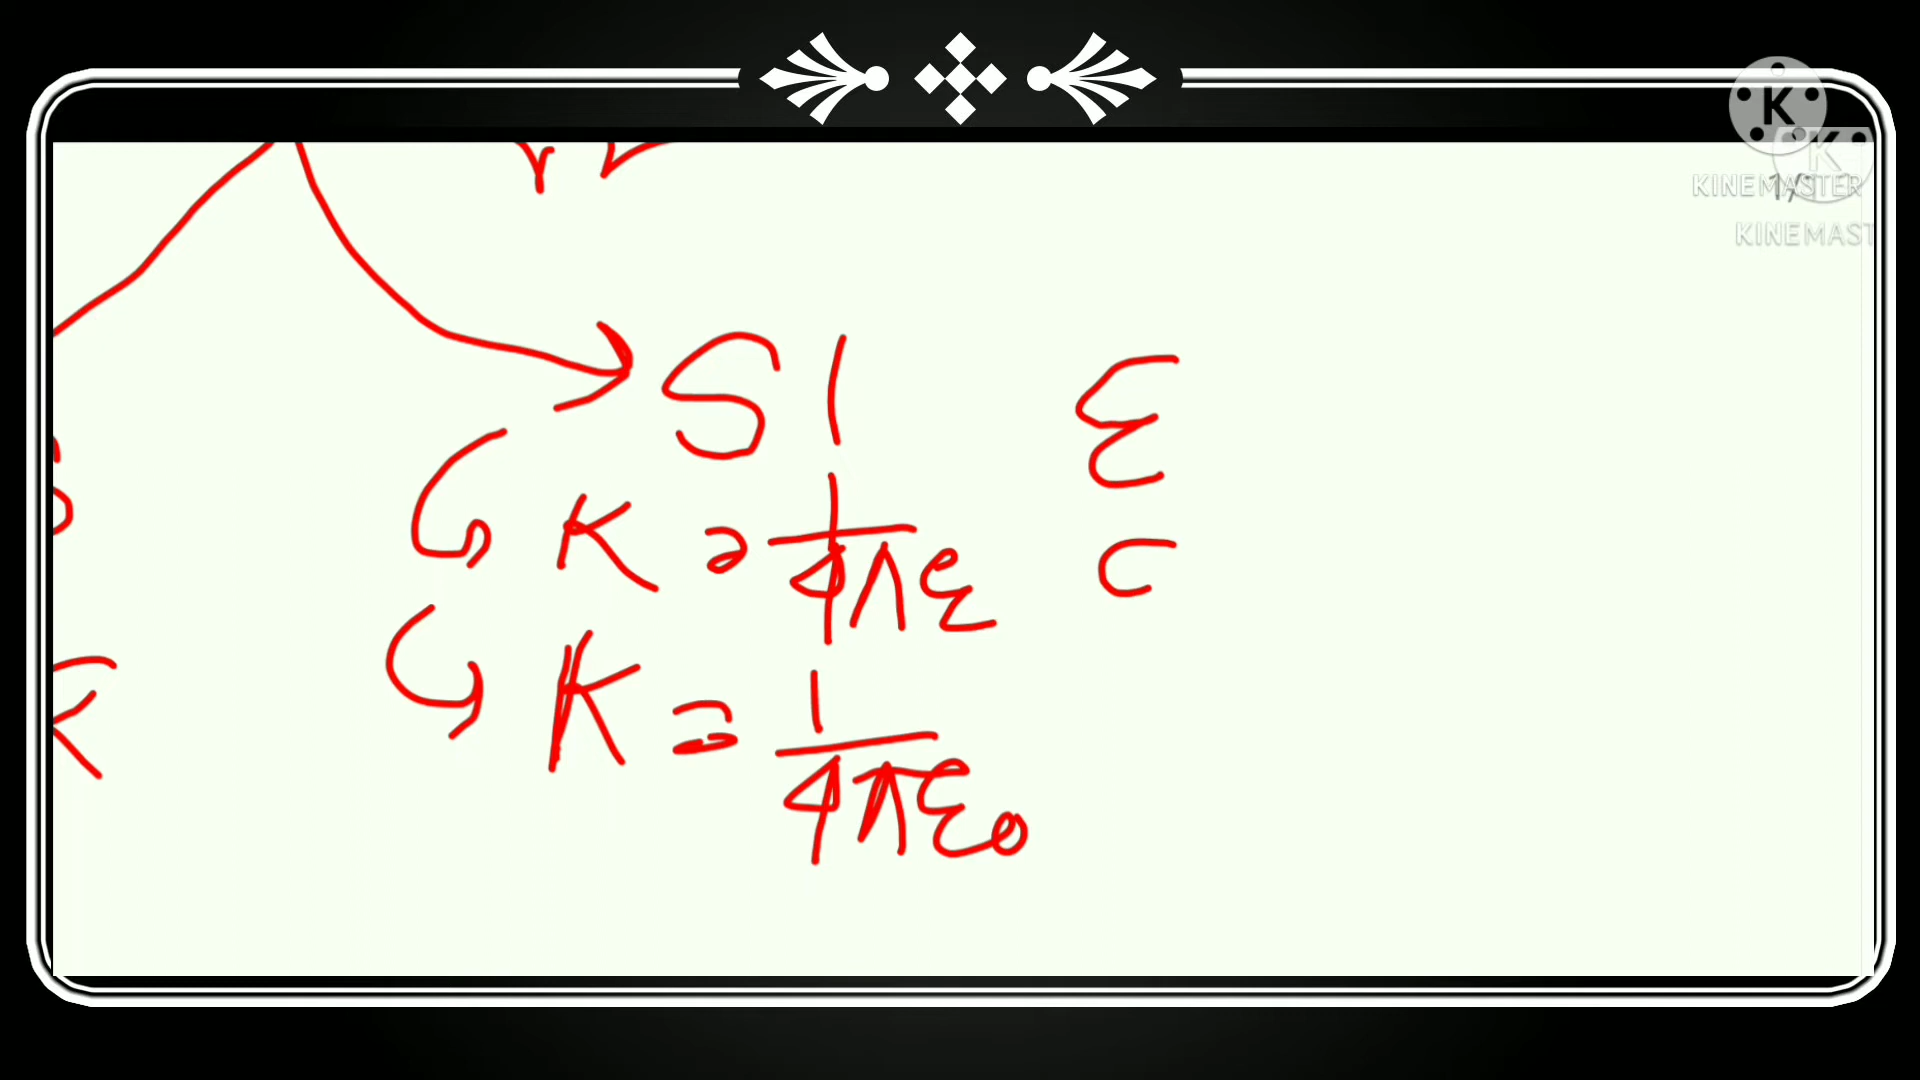 SI
ε
K = 1/4πε
C
K = 1/4πε₀
K
K
KINEMASTER
K
KINEMAST